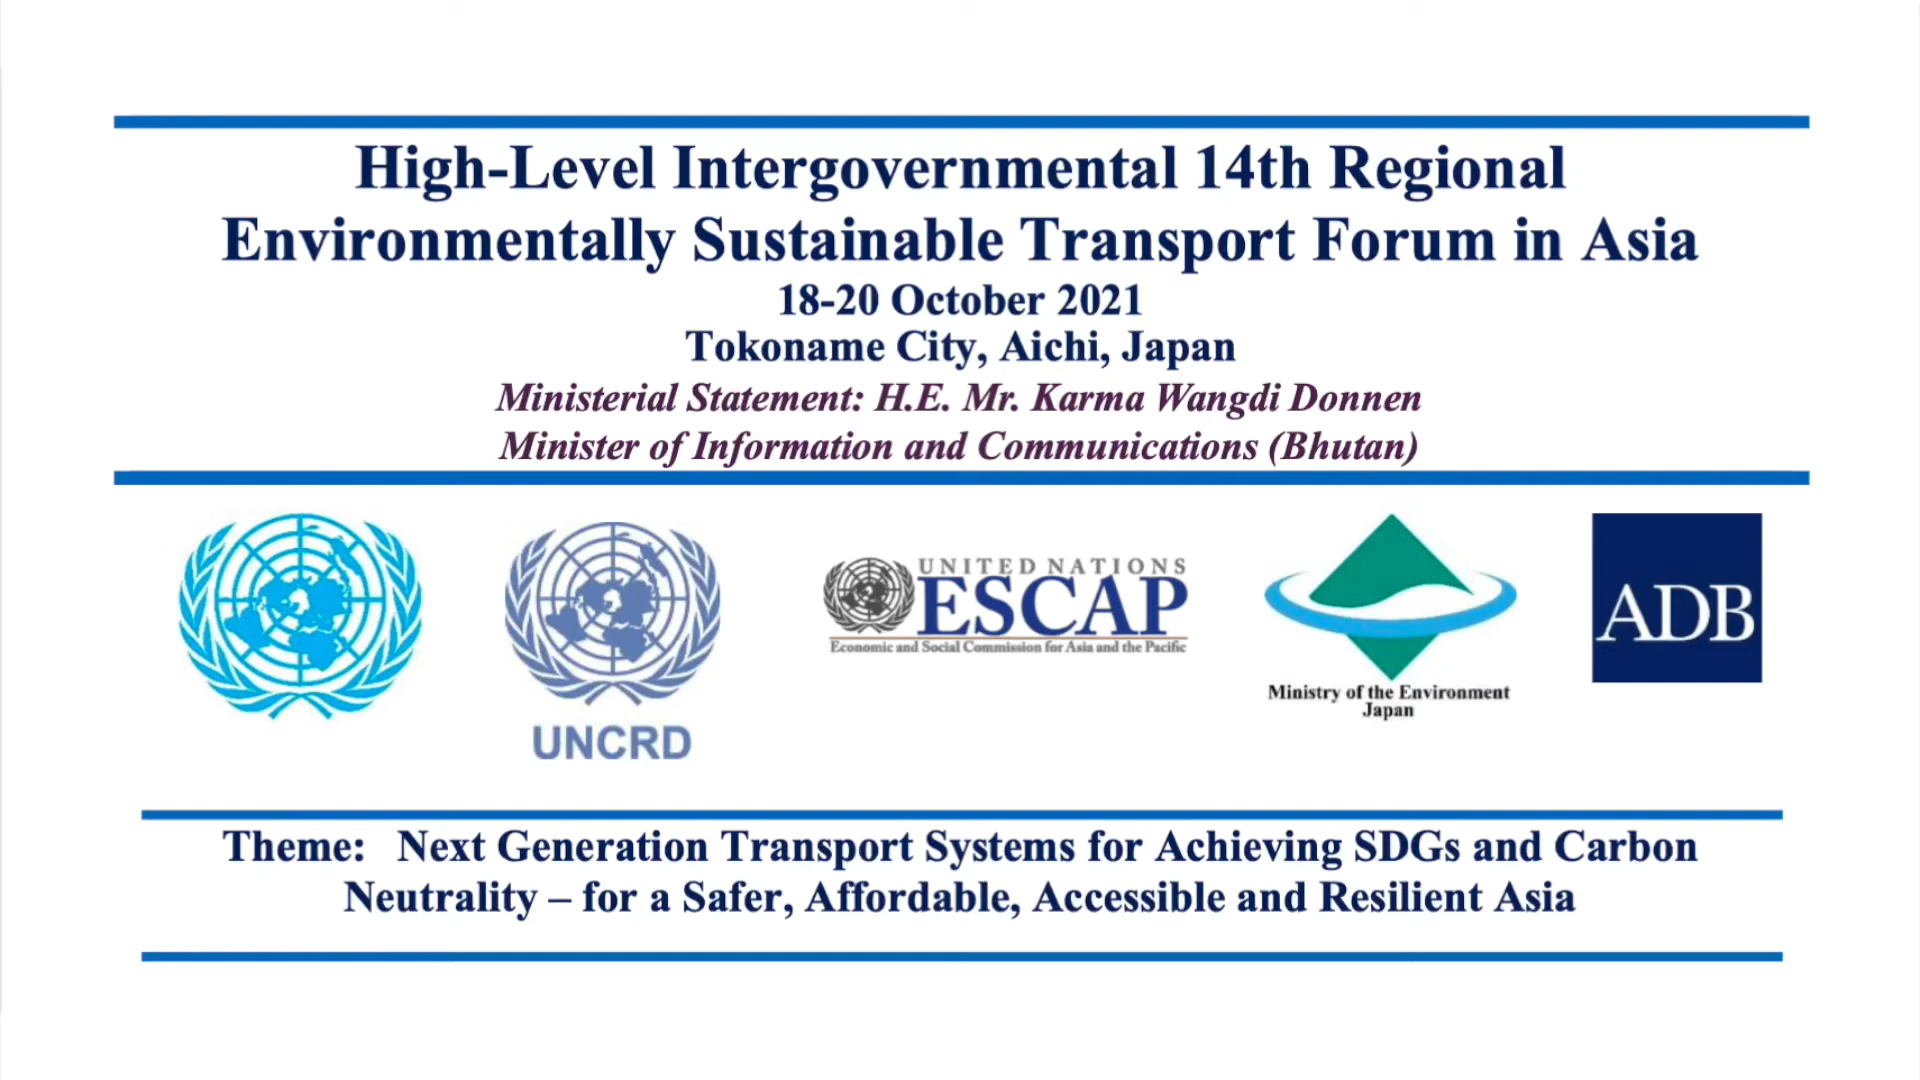 High-Level Intergovernmental 14th Regional
Environmentally Sustainable Transport Forum in Asia
18-20 October 2021
Tokoname City, Aichi, Japan
Ministerial Statement: H.E. Mr. Karma Wangdi Donnen
Minister of Information and Communications (Bhutan)
UNCRD
UNITED NATIONS
ESCAP
Economic and Social Commission for Asia and the Pacific
Ministry of the Environment
Japan
ADB
Theme: Next Generation Transport Systems for Achieving SDGs and Carbon
Neutrality – for a Safer, Affordable, Accessible and Resilient Asia